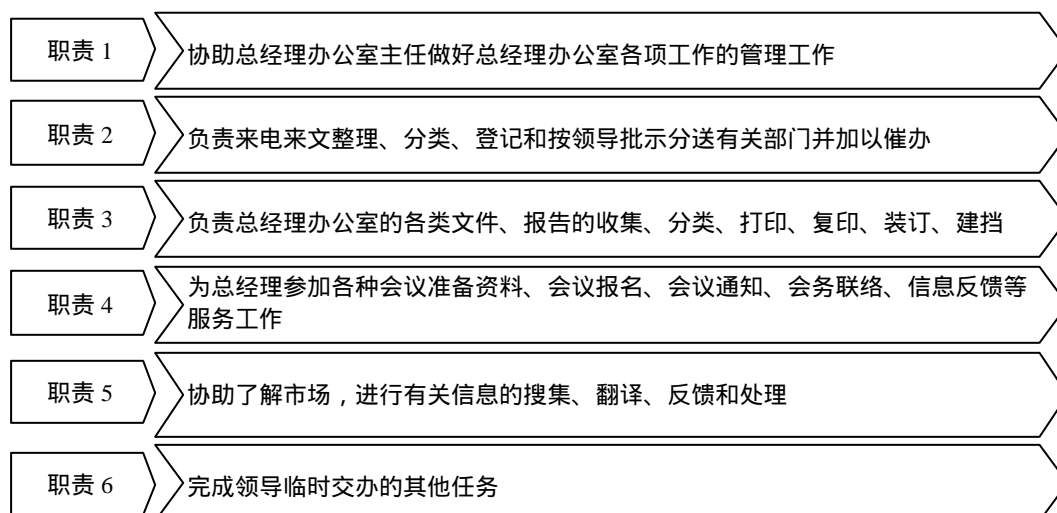 职责 1
协助总经理办公室主任做好总经理办公室各项工作的管理工作
职责 2
负责来电来文整理、分类、登记和按领导批示分送有关部门并加以催办
职责 3
负责总经理办公室的各类文件、报告的收集、分类、打印、复印、装订、建挡
职责 4
为总经理参加各种会议准备资料、会议报名、会议通知、会务联络、信息反馈等
服务工作
职责 5
协助了解市场，进行有关信息的搜集、翻译、反馈和处理
职责 6
完成领导临时交办的其他任务